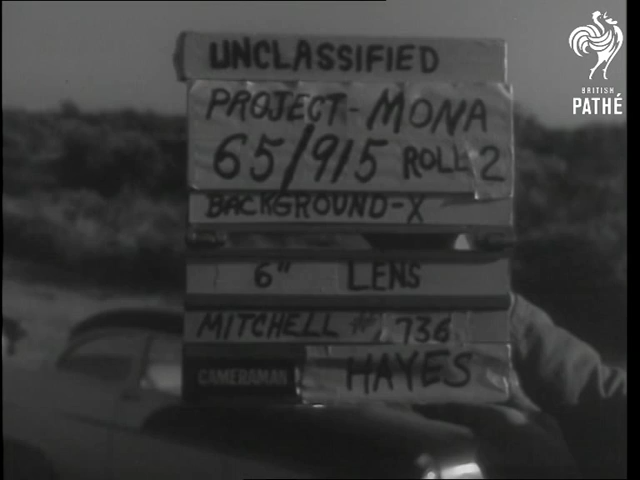 UNCLASSIFIED
PROJECT-MONA
65/915 ROLL 2
BACKGROUND-X
6" LENS
MITCHELL # 736
CAMERAMAN HAYES
BRITISH
PATHÉ